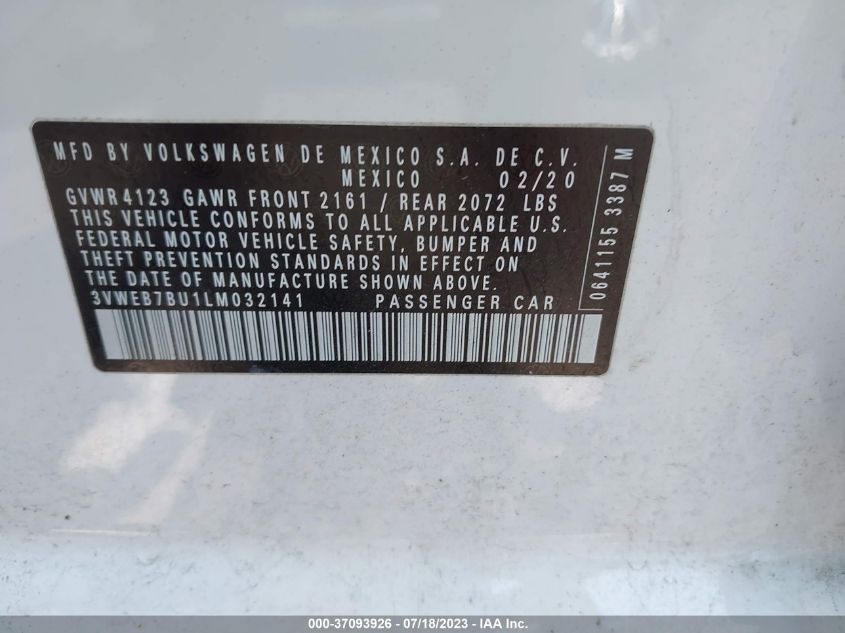 MFD BY VOLKSWAGEN DE MEXICO S.A. DE C.V.
MEXICO 02/20
GVWR 4123 GAWR FRONT 2161 / REAR 2072 LBS
THIS VEHICLE CONFORMS TO ALL APPLICABLE U.S.
FEDERAL MOTOR VEHICLE SAFETY, BUMPER AND
THEFT PREVENTION STANDARDS IN EFFECT ON
THE DATE OF MANUFACTURE SHOWN ABOVE.
3VWEB7BU1LM032141 PASSENGER CAR
0641155 3387 M
000-37093926 - 07/18/2023 - IAA Inc.